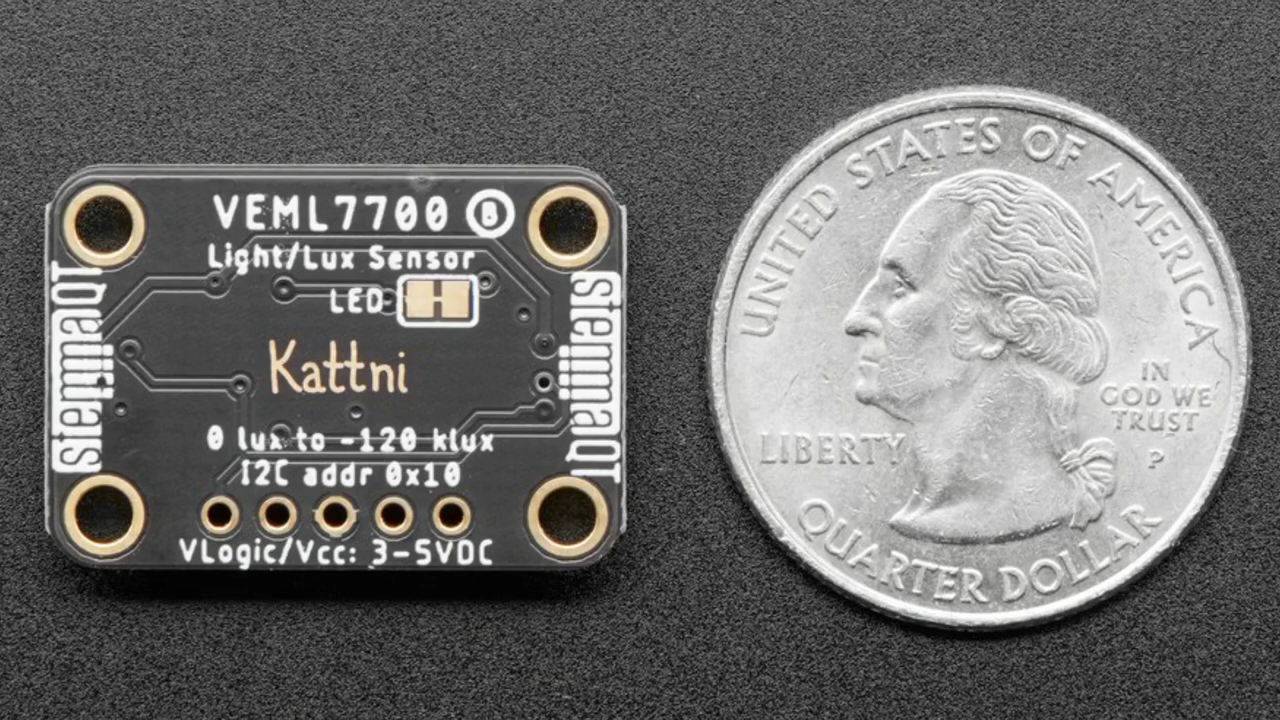 VEML7700 B
Light/Lux Sensor
LED
Kattni
0 lux to ~120 klux
I2C addr 0x10
VLogic/Vcc: 3-5VDC
stemmaQT
stemmaQT
UNITED STATES OF AMERICA
LIBERTY
IN
GOD WE
TRUST
P
QUARTER DOLLAR